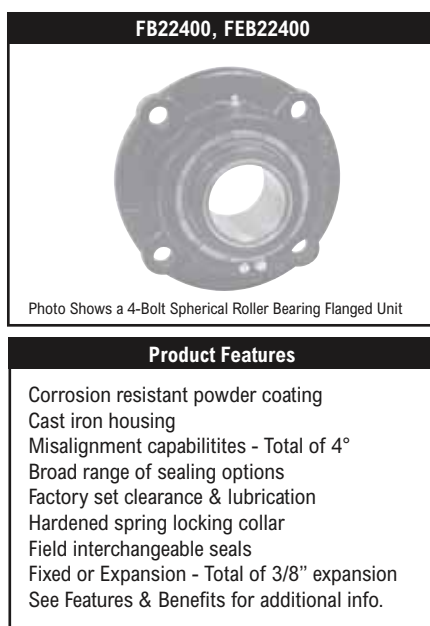 FB22400, FEB22400
Photo Shows a 4-Bolt Spherical Roller Bearing Flanged Unit
Product Features
Corrosion resistant powder coating
Cast iron housing
Misalignment capabilitites - Total of 4°
Broad range of sealing options
Factory set clearance & lubrication
Hardened spring locking collar
Field interchangeable seals
Fixed or Expansion - Total of 3/8” expansion
See Features & Benefits for additional info.